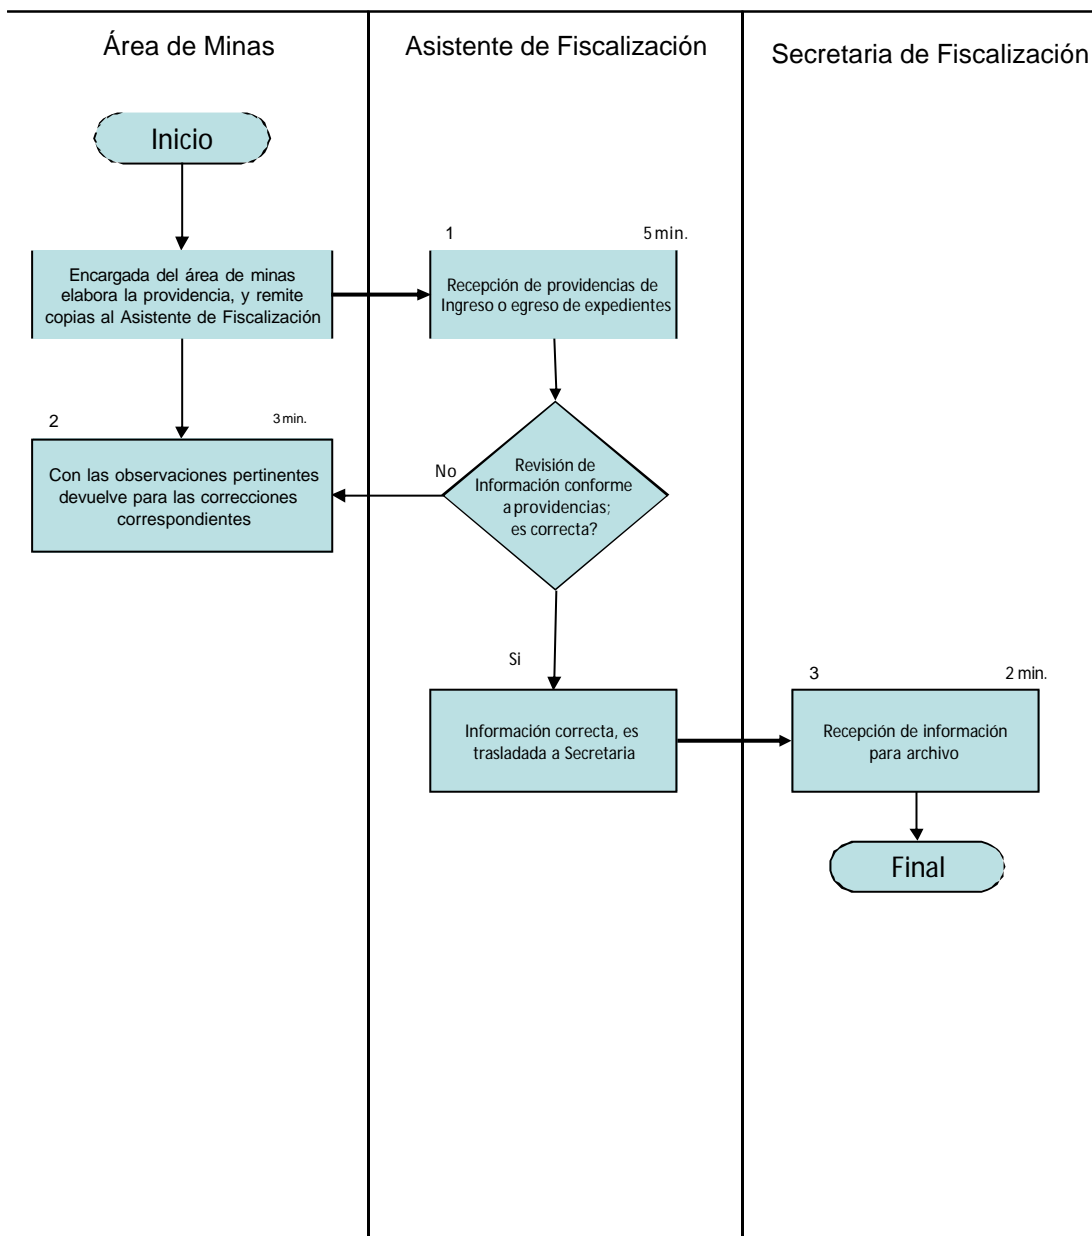 Área de Minas
Asistente de Fiscalización
Secretaria de Fiscalización
Inicio
1
5 min.
Encargada del área de minas
elabora la providencia, y remite
copias al Asistente de Fiscalización
Recepción de providencias de
Ingreso o egreso de expedientes
2
3 min.
Con las observaciones pertinentes
devuelve para las correcciones
correspondientes
No
Revisión de
Información conforme
a providencias;
es correcta?
Si
Información correcta, es
trasladada a Secretaria
3
2 min.
Recepción de información
para archivo
Final